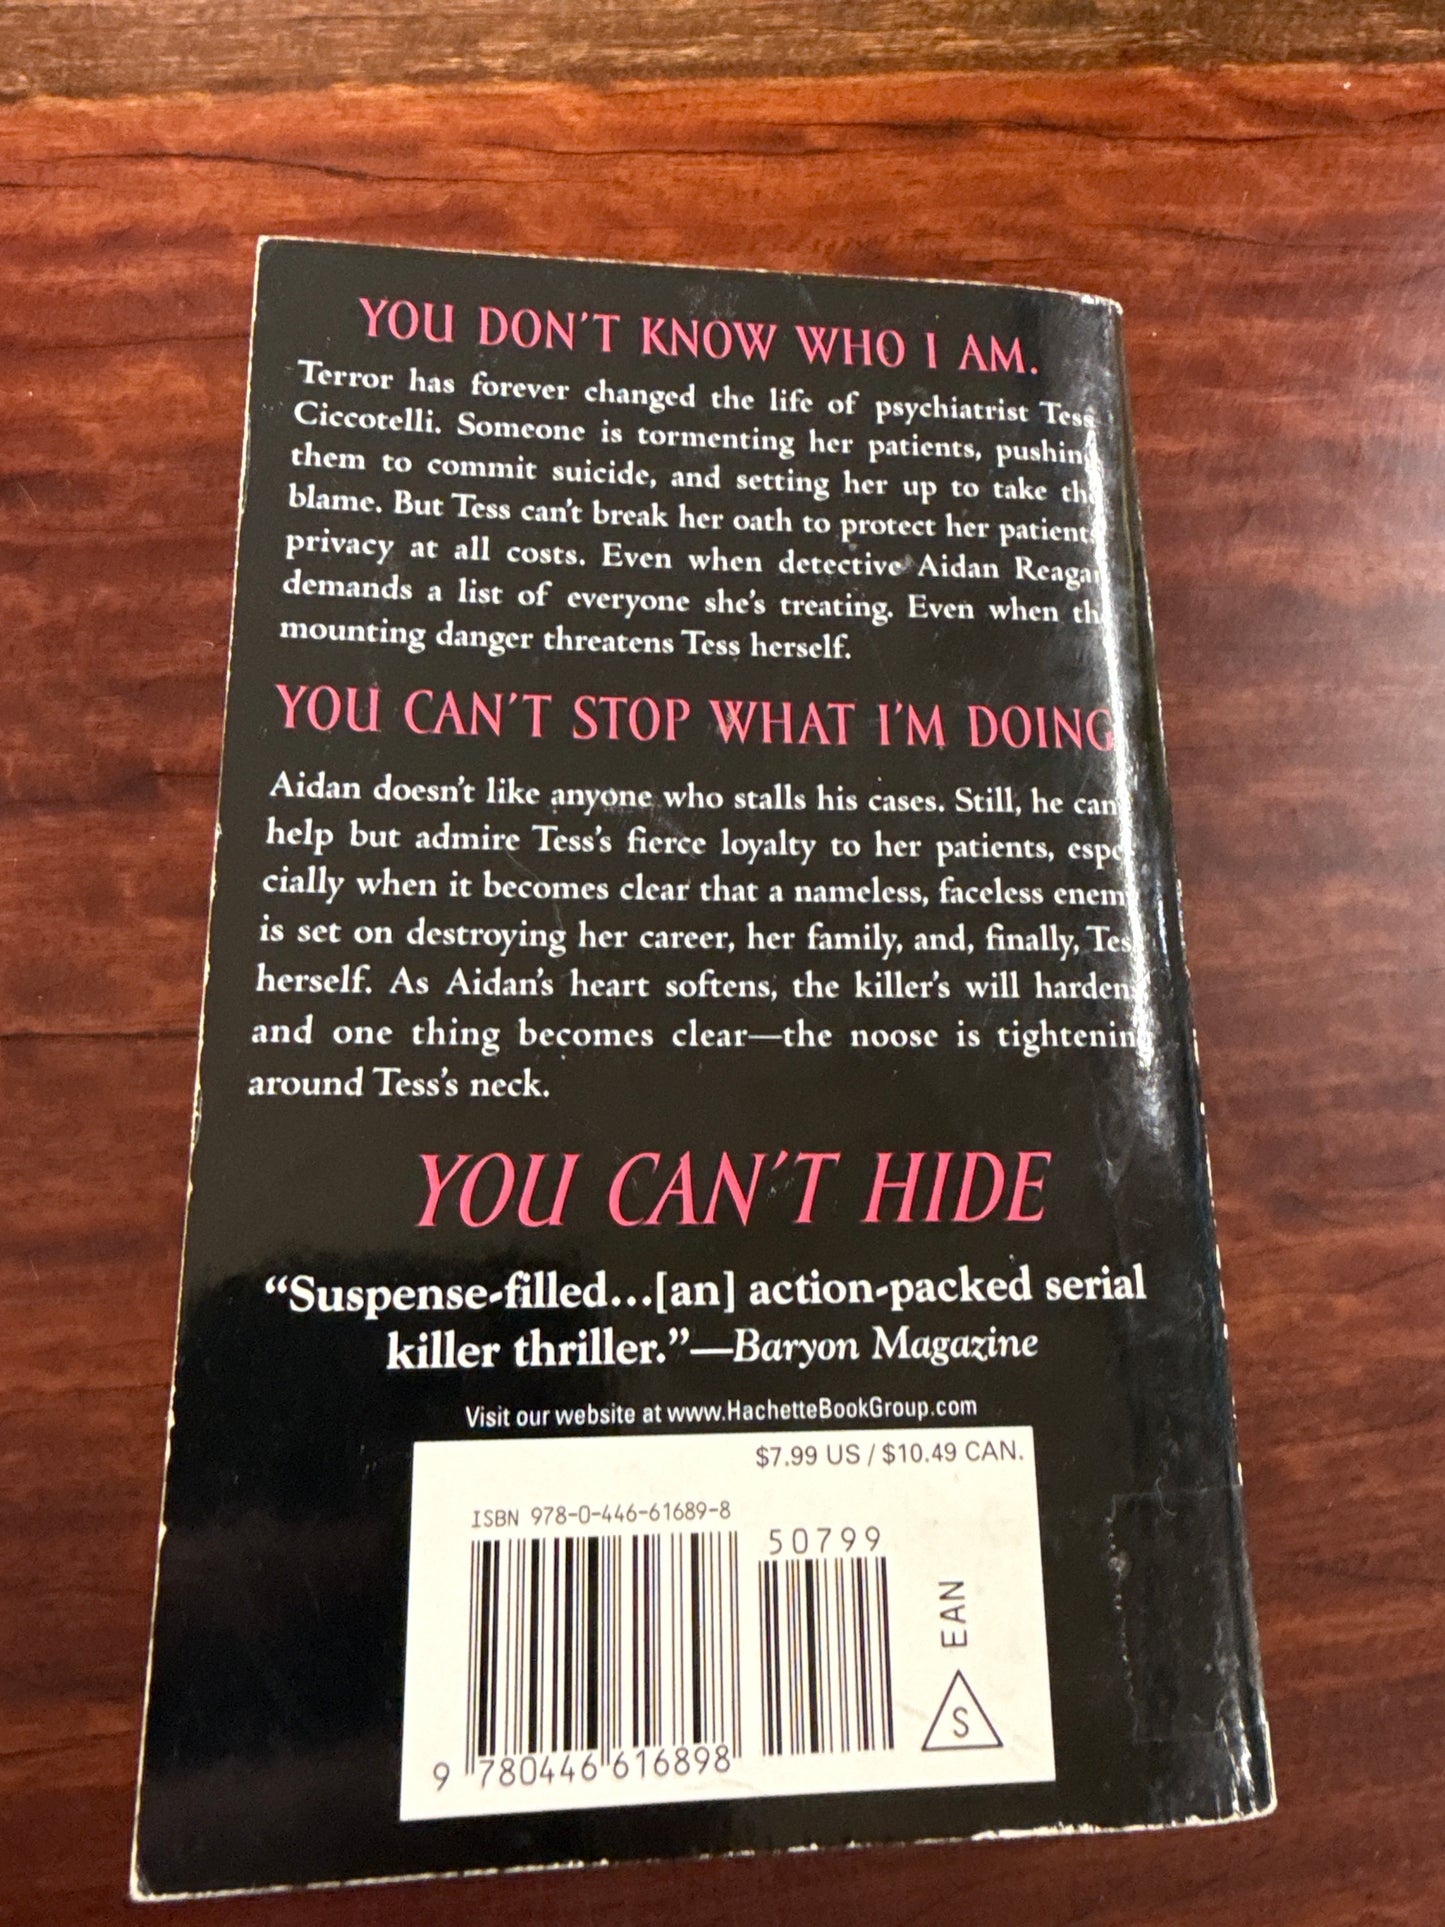 YOU DON'T KNOW WHO I AM.
Terror has forever changed the life of psychiatrist Tess
Ciccotelli. Someone is tormenting her patients, pushing
them to commit suicide, and setting her up to take the
blame. But Tess can't break her oath to protect her patients
privacy at all costs. Even when detective Aidan Reagan
demands a list of everyone she's treating. Even when the
mounting danger threatens Tess herself.
YOU CAN'T STOP WHAT I'M DOING
Aidan doesn't like anyone who stalls his cases. Still, he can
help but admire Tess's fierce loyalty to her patients, espe
cially when it becomes clear that a nameless, faceless enemy
is set on destroying her career, her family, and, finally, Tess
herself. As Aidan's heart softens, the killer's will hardens
and one thing becomes clear—the noose is tightening
around Tess's neck.
YOU CAN'T HIDE
“Suspense-filled...[an] action-packed serial
killer thriller.”—Baryon Magazine
Visit our website at www.HachetteBookGroup.com
$7.99 US / $10.49 CAN.
ISBN 978-0-446-61689-8
50799
EAN
S
9 780446 616898